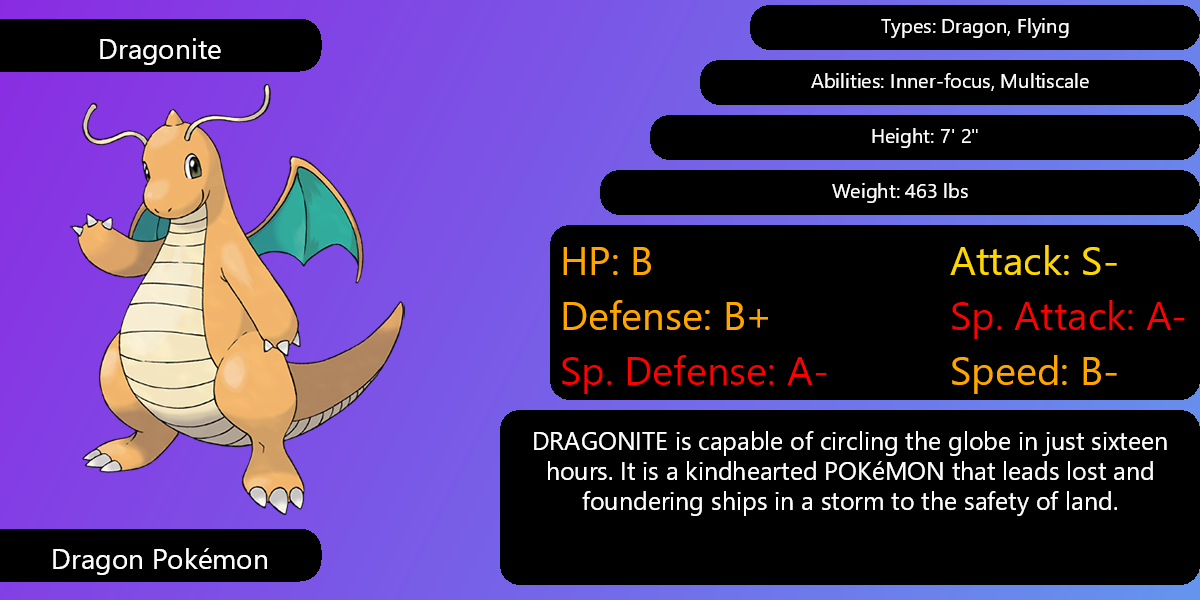 Dragonite
Types: Dragon, Flying
Abilities: Inner-focus, Multiscale
Height: 7' 2"
Weight: 463 lbs
HP: B
Attack: S-
Defense: B+
Sp. Attack: A-
Sp. Defense: A-
Speed: B-
DRAGONITE is capable of circling the globe in just sixteen
hours. It is a kindhearted POKéMON that leads lost and
foundering ships in a storm to the safety of land.
Dragon Pokémon